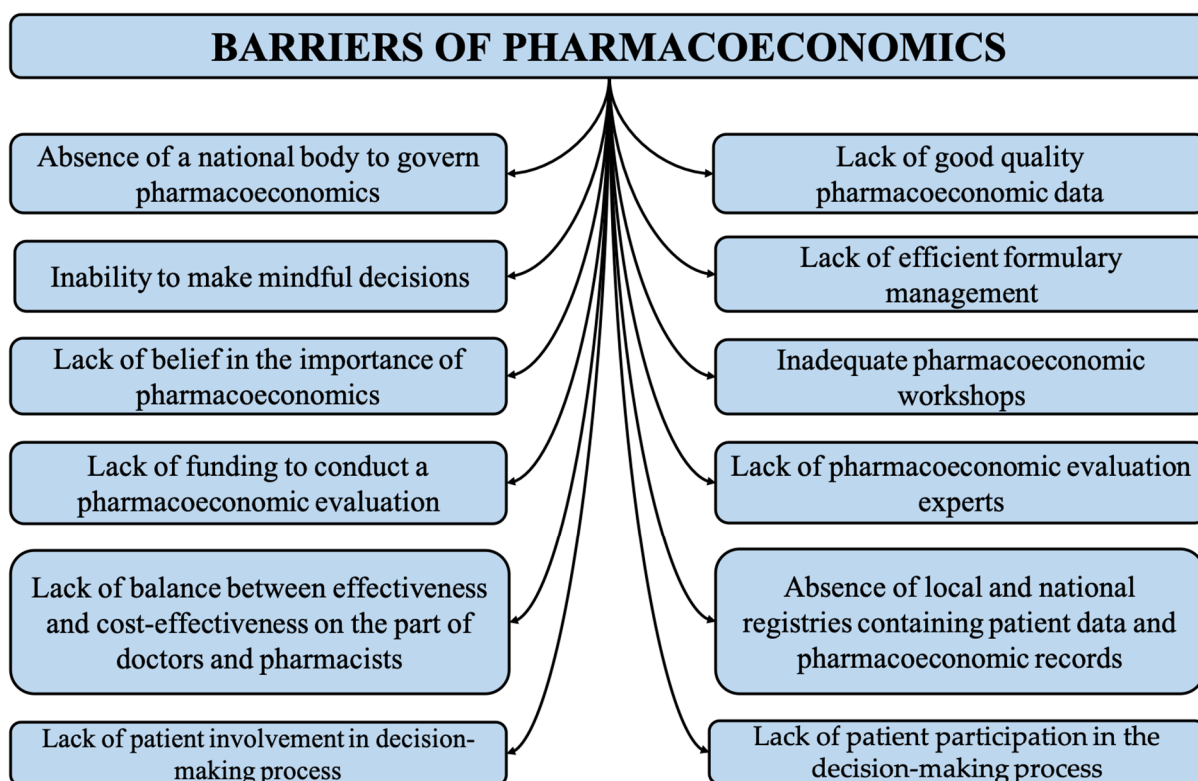 BARRIERS OF PHARMACOECONOMICS
Absence of a national body to govern
pharmacoeconomics
Inability to make mindful decisions
Lack of belief in the importance of
pharmacoeconomics
Lack of funding to conduct a
pharmacoeconomic evaluation
Lack of balance between effectiveness
and cost-effectiveness on the part of
doctors and pharmacists
Lack of patient involvement in decision-
making process
Lack of good quality
pharmacoeconomic data
Lack of efficient formulary
management
Inadequate pharmacoeconomic
workshops
Lack of pharmacoeconomic evaluation
experts
Absence of local and national
registries containing patient data and
pharmacoeconomic records
Lack of patient participation in the
decision-making process